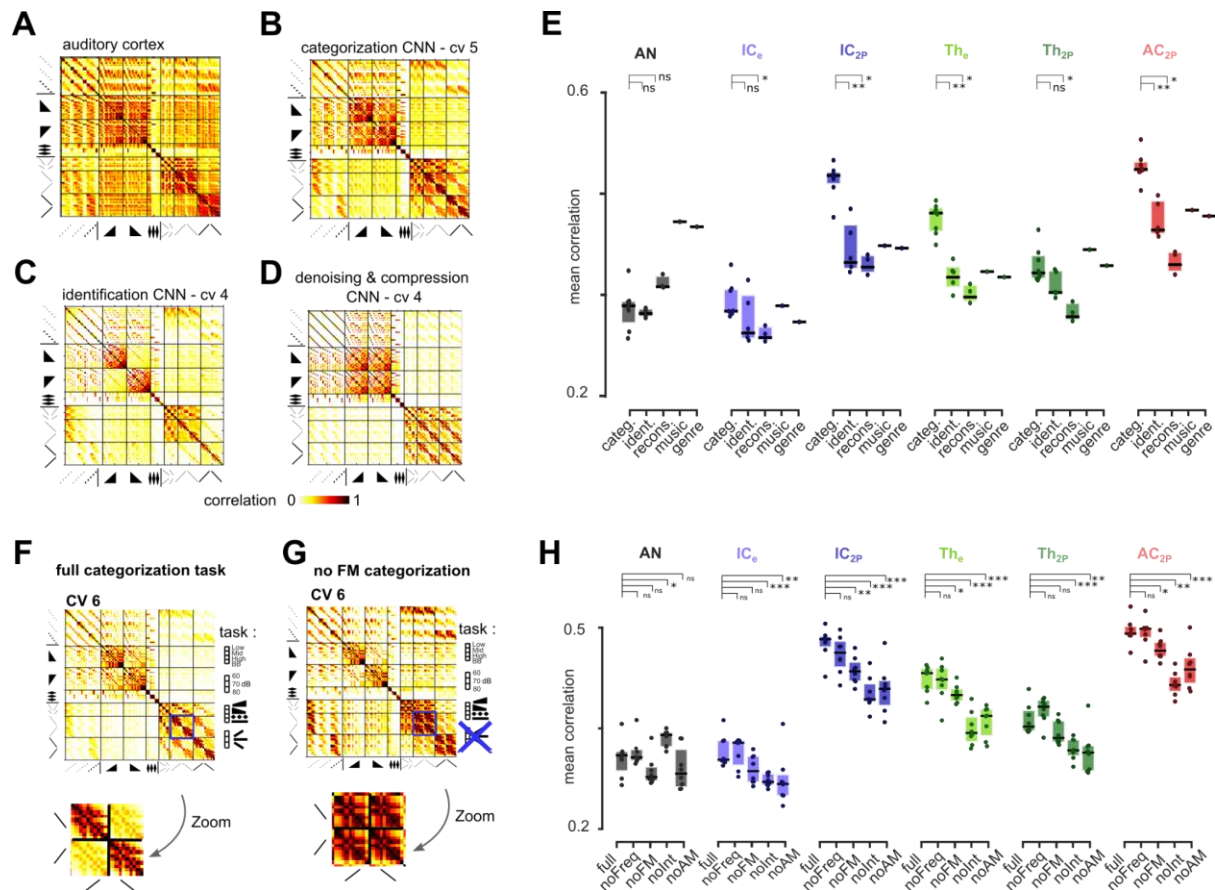 A
auditory cortex
B
categorization CNN - cv 5
C
identification CNN - cv 4
D
denoising & compression
CNN - cv 4
correlation 0 1
E
AN
ICe
IC2P
The
Th2P
AC2P
ns
ns
*
ns
*
**
*
**
*
ns
*
**
0.6
mean correlation
0.2
categ. ident. recons. music genre
categ. ident. recons. music genre
categ. ident. recons. music genre
categ. ident. recons. music genre
categ. ident. recons. music genre
categ. ident. recons. music genre
F
full categorization task
CV 6
task :
Low
Mid
High
BB
60
70 dB
80
Zoom
G
no FM categorization
CV 6
task :
Low
Mid
High
BB
60
70 dB
80
Zoom
H
AN
ICe
IC2P
The
Th2P
AC2P
ns
*
ns
ns
**
***
ns
ns
***
***
**
ns
***
***
*
ns
**
***
ns
ns
***
**
*
ns
0.5
mean correlation
0.2
full noFreq noFM noInt noAM
full noFreq noFM noInt noAM
full noFreq noFM noInt noAM
full noFreq noFM noInt noAM
full noFreq noFM noInt noAM
full noFreq noFM noInt noAM